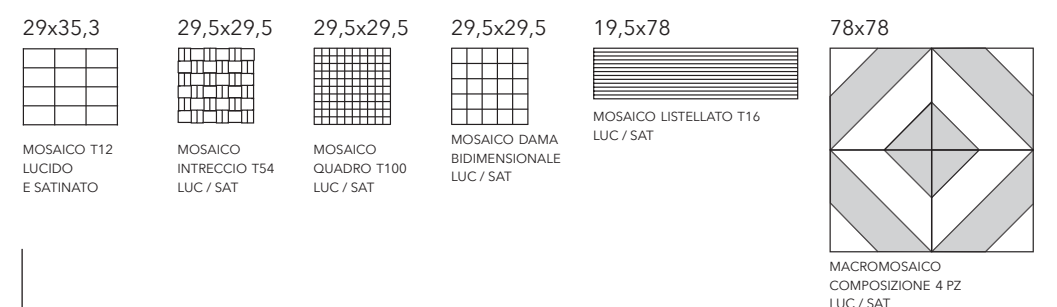 29x35,3
MOSAICO T12
LUCIDO
E SATINATO
29,5x29,5
MOSAICO
INTRECCIO T54
LUC / SAT
29,5x29,5
MOSAICO
QUADRO T100
LUC / SAT
29,5x29,5
MOSAICO DAMA
BIDIMENSIONALE
LUC / SAT
19,5x78
MOSAICO LISTELLATO T16
LUC / SAT
78x78
MACROMOSAICO
COMPOSIZIONE 4 PZ
LUC / SAT